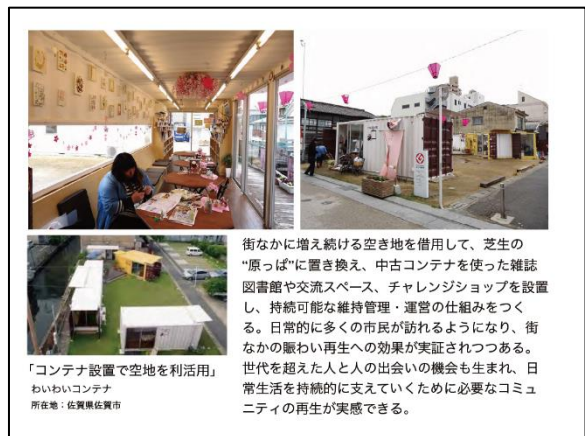 街なかに増え続ける空き地を借用して、芝生の
“原っぱ”に置き換え、中古コンテナを使った雑誌
図書館や交流スペース、チャレンジショップを設置
し、持続可能な維持管理・運営の仕組みをつく
る。日常的に多くの市民が訪れるようになり、街
なかの賑わい再生への効果が実証されつつある。
世代を超えた人と人の出会いの機会も生まれ、日
常生活を持続的に支えていくために必要なコミュ
ニティの再生が実感できる。
「コンテナ設置で空地を利活用」
わいわいコンテナ
所在地：佐賀県佐賀市